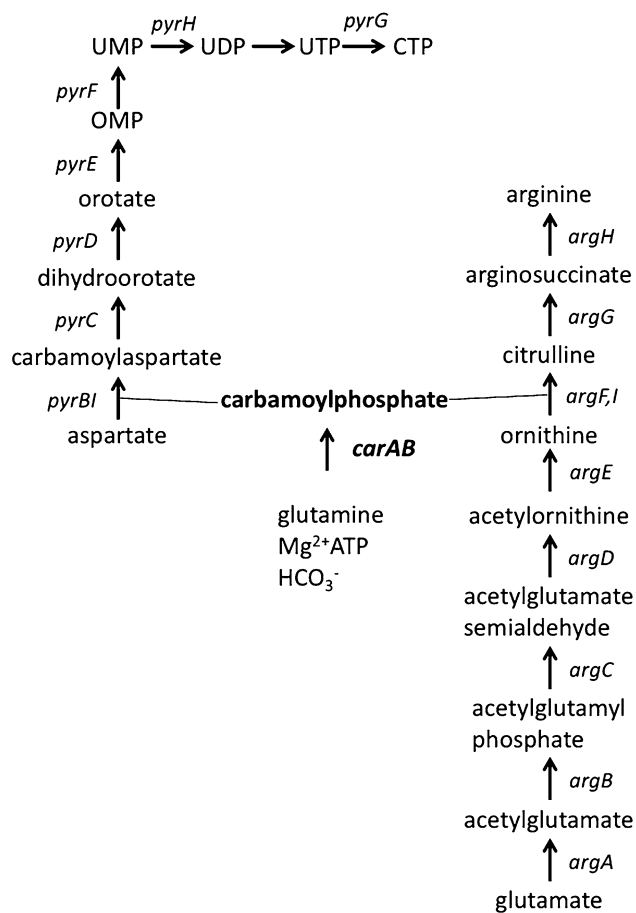 pyrH
pyrG
UMP UDP UTP CTP
pyrF
OMP
pyrE
orotate
pyrD
dihydroorotate
pyrC
carbamoylaspartate
pyrBI
aspartate
carbamoylphosphate
carAB
glutamine
Mg²⁺ATP
HCO₃⁻
arginine
argH
arginosuccinate
argG
citrulline
argF,I
ornithine
argE
acetylornithine
argD
acetylglutamate
semialdehyde
argC
acetylglutamyl
phosphate
argB
acetylglutamate
argA
glutamate